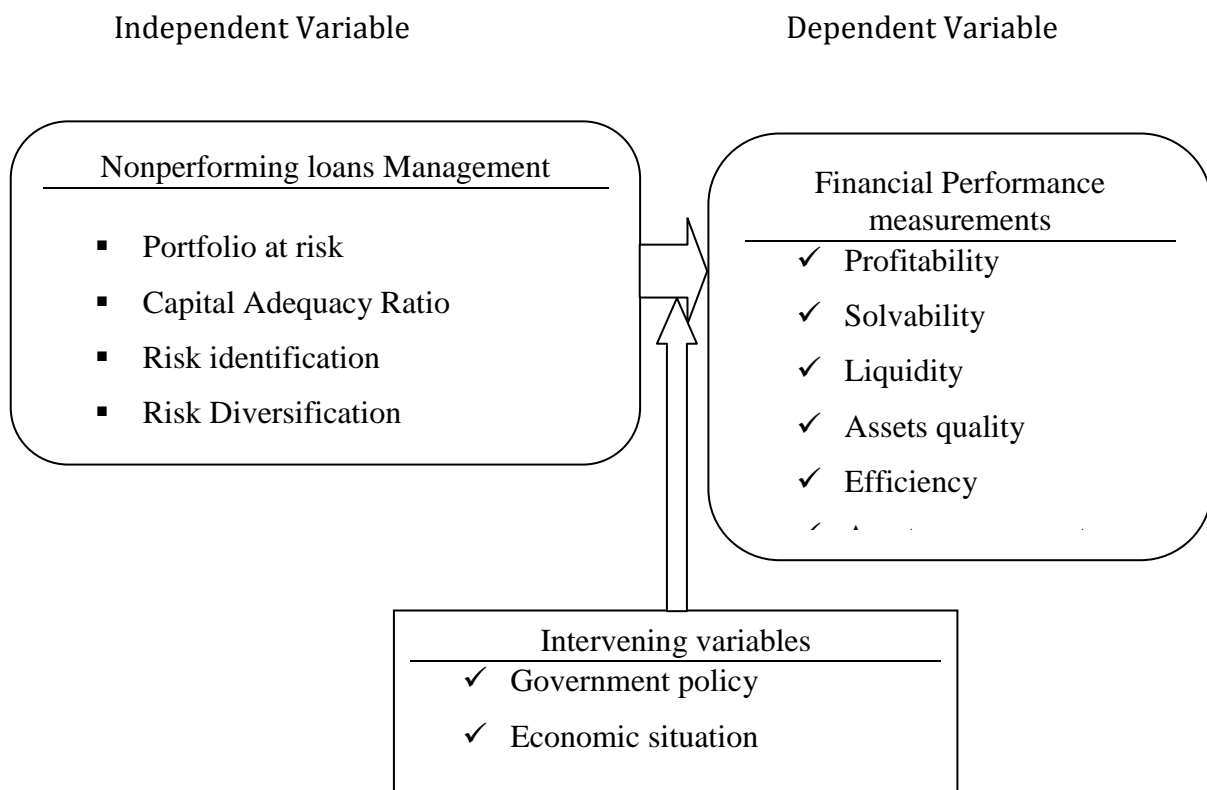 Independent Variable
Dependent Variable
Nonperforming loans Management
▪ Portfolio at risk
▪ Capital Adequacy Ratio
▪ Risk identification
▪ Risk Diversification
Financial Performance
measurements
✓ Profitability
✓ Solvability
✓ Liquidity
✓ Assets quality
✓ Efficiency
Intervening variables
✓ Government policy
✓ Economic situation